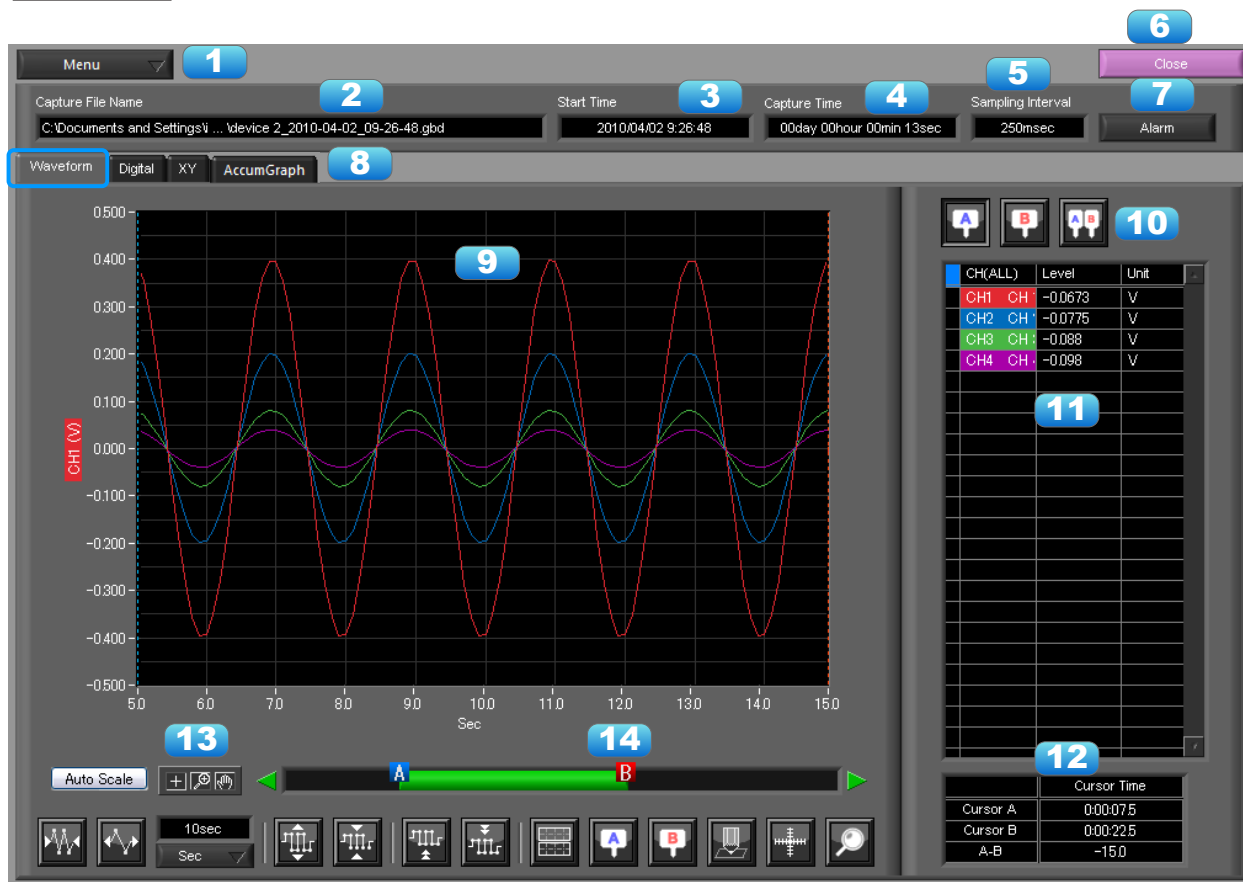 6
Menu
1
Close
5
Capture File Name
2
Start Time
3
Capture Time
4
Sampling Interval
7
C:\Documents and Settings\i ... \device 2_2010-04-02_09-26-48.gbd
2010/04/02 9:26:48
00day 00hour 00min 13sec
250msec
Alarm
Waveform
Digital
XY
AccumGraph
8
A
B
A B
10
0.500
0.400
0.300
0.200
0.100
0.000
-0.100
-0.200
-0.300
-0.400
-0.500
CH1 (V)
9
5.0 6.0 7.0 8.0 9.0 10.0 11.0 12.0 13.0 14.0 15.0
Sec
CH(ALL) Level Unit
CH1 CH -0.0673 V
CH2 CH -0.0775 V
CH3 CH -0.088 V
CH4 CH -0.098 V
11
13
14
Auto Scale
A
B
10sec
Sec
A
B
12
Cursor Time
Cursor A 0:00:07.5
Cursor B 0:00:22.5
A-B -15.0